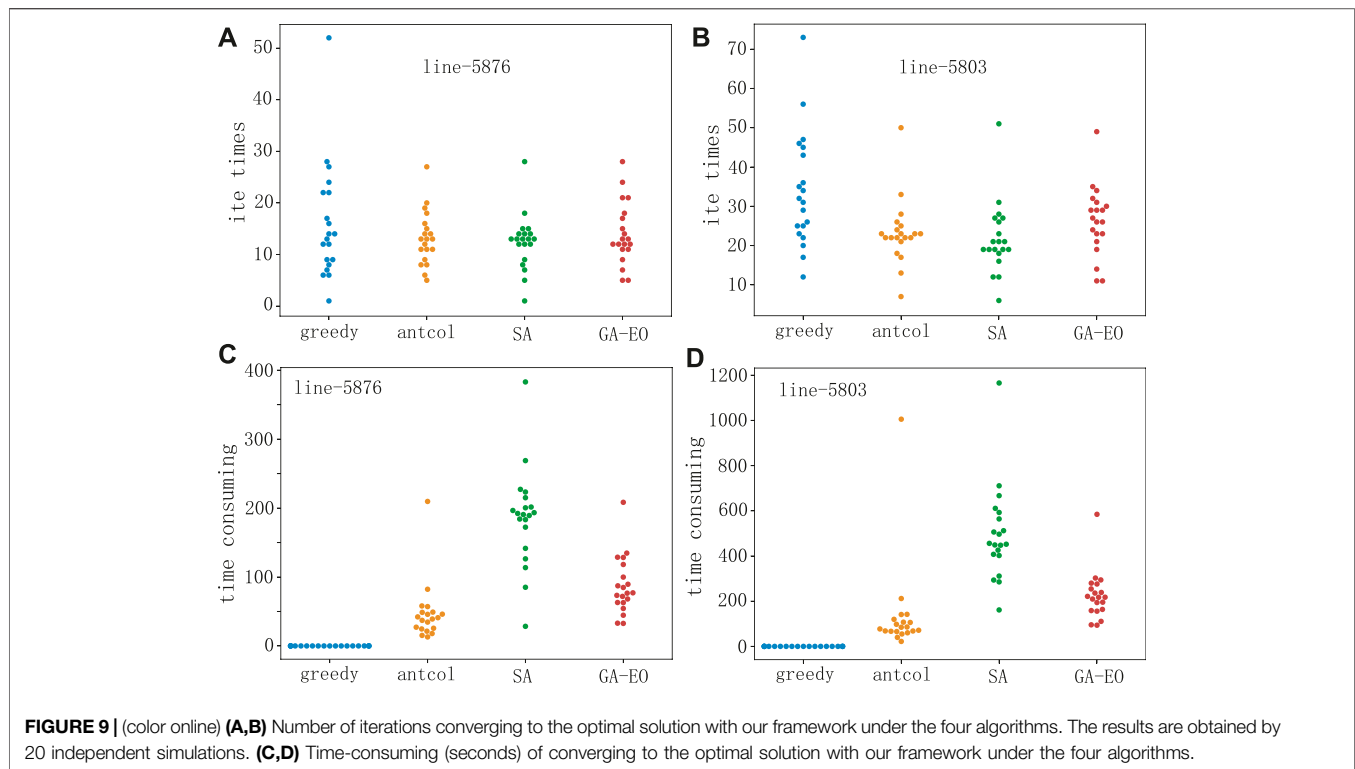 A
B
50
40
30
20
10
0
ite times
line-5876
greedy antcol SA GA-EO
70
60
50
40
30
20
10
ite times
line-5803
greedy antcol SA GA-EO
C
D
400
300
200
100
0
time consuming
line-5876
greedy antcol SA GA-EO
1200
1000
800
600
400
200
0
time consuming
line-5803
greedy antcol SA GA-EO
FIGURE 9 | (color online) (A,B) Number of iterations converging to the optimal solution with our framework under the four algorithms. The results are obtained by
20 independent simulations. (C,D) Time-consuming (seconds) of converging to the optimal solution with our framework under the four algorithms.